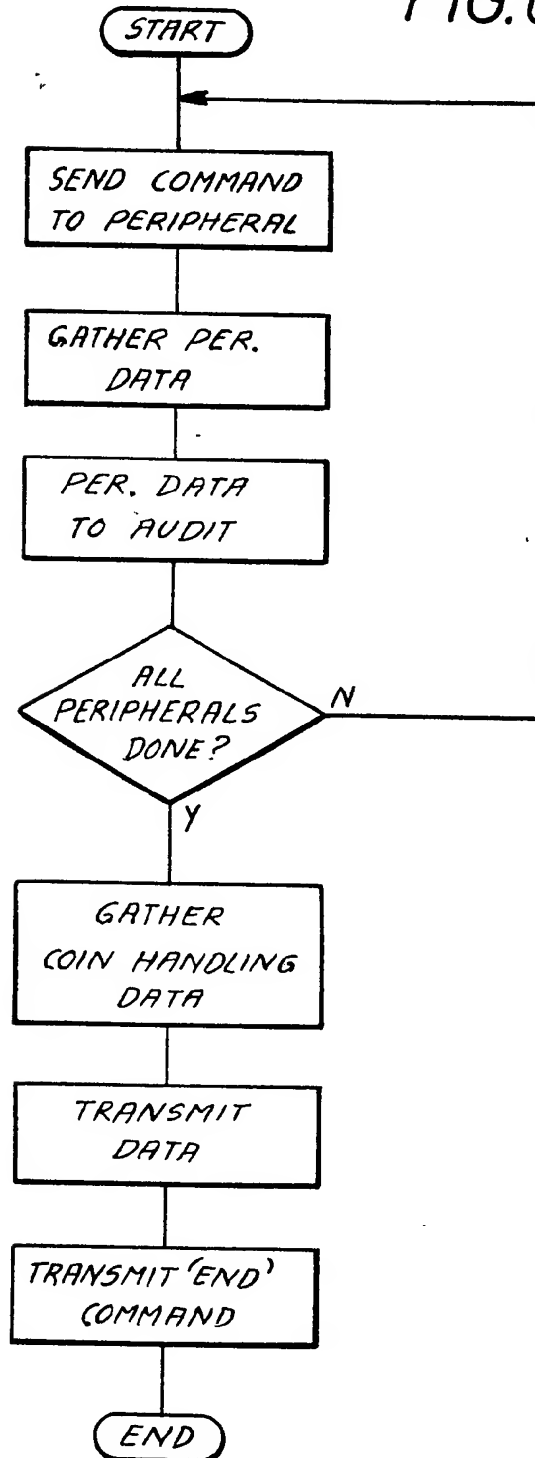 START
SEND COMMAND
TO PERIPHERAL
GATHER PER.
DATA
PER. DATA
TO AUDIT
ALL
PERIPHERALS
DONE?
N
Y
GATHER
COIN HANDLING
DATA
TRANSMIT
DATA
TRANSMIT 'END'
COMMAND
END